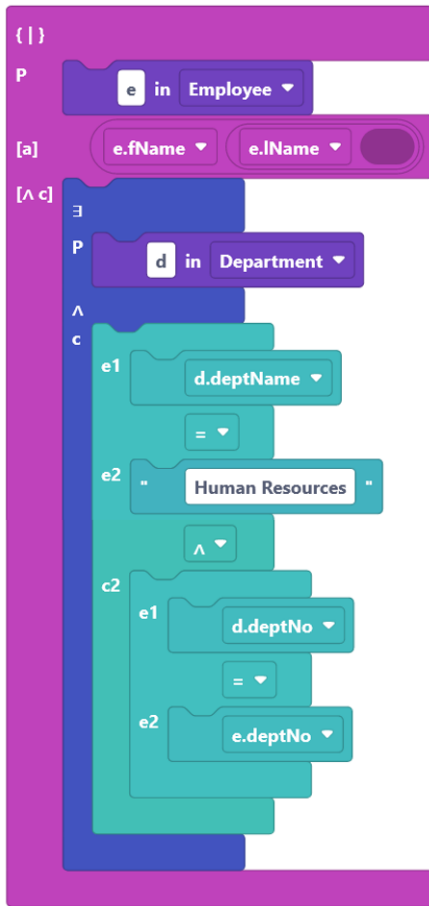 { | }
P e in Employee
[a] e.fName e.lName
[∧ c]
∃
P d in Department
∧
c
e1 d.deptName
=
e2 " Human Resources "
∧
c2
e1 d.deptNo
=
e2 e.deptNo